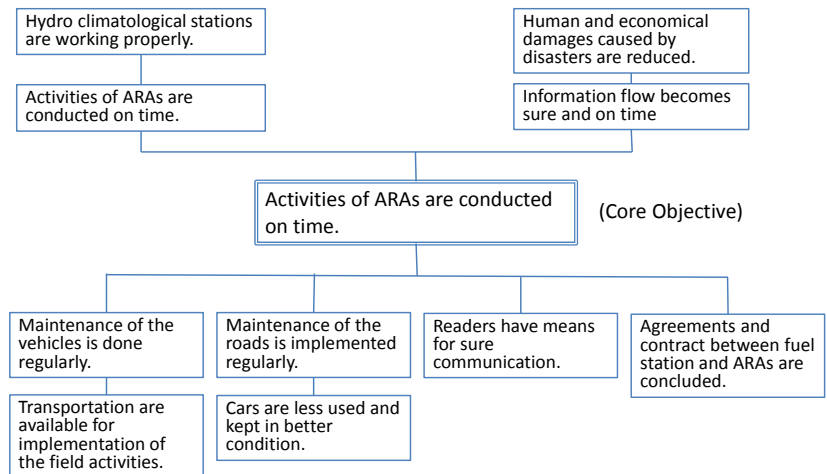 Hydro climatological stations
are working properly.
Human and economical
damages caused by
disasters are reduced.
Activities of ARAs are
conducted on time.
Information flow becomes
sure and on time
Activities of ARAs are conducted
on time.
(Core Objective)
Maintenance of the
vehicles is done
regularly.
Maintenance of the
roads is implemented
regularly.
Readers have means
for sure
communication.
Agreements and
contract between fuel
station and ARAs are
concluded.
Transportation are
available for
implementation of
the field activities.
Cars are less used and
kept in better
condition.